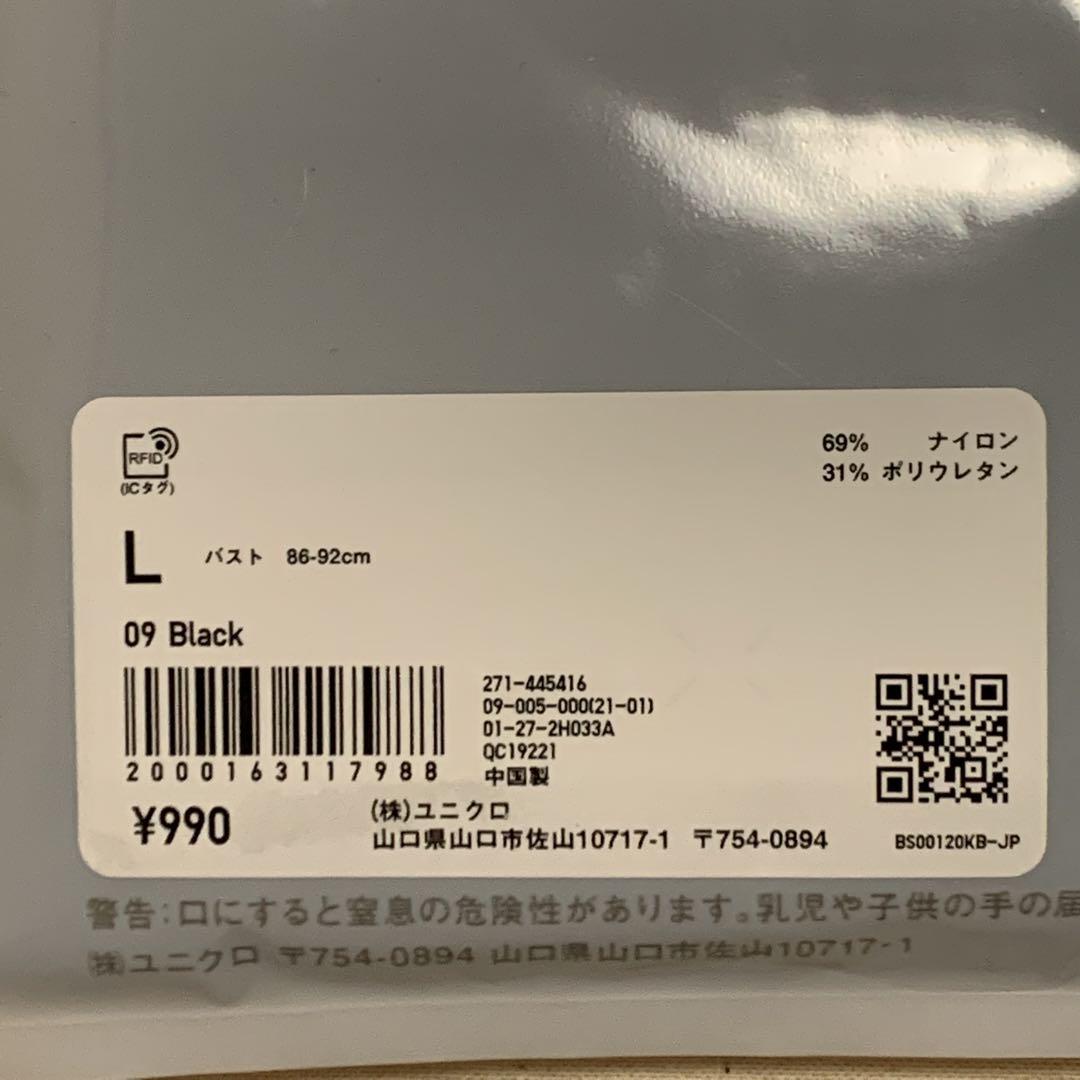 RFID
(ICタグ)
69% ナイロン
31% ポリウレタン
L バスト 86-92cm
09 Black
2000163117988
271-445416
09-005-000(21-01)
01-27-2H033A
QC19221
中国製
¥990
(株)ユニクロ
山口県山口市佐山10717-1 〒754-0894
BS00120KB-JP
警告:口にすると窒息の危険性があります。乳児や子供の手の届
(株)ユニクロ 〒754-0894 山口県山口市佐山10717-1